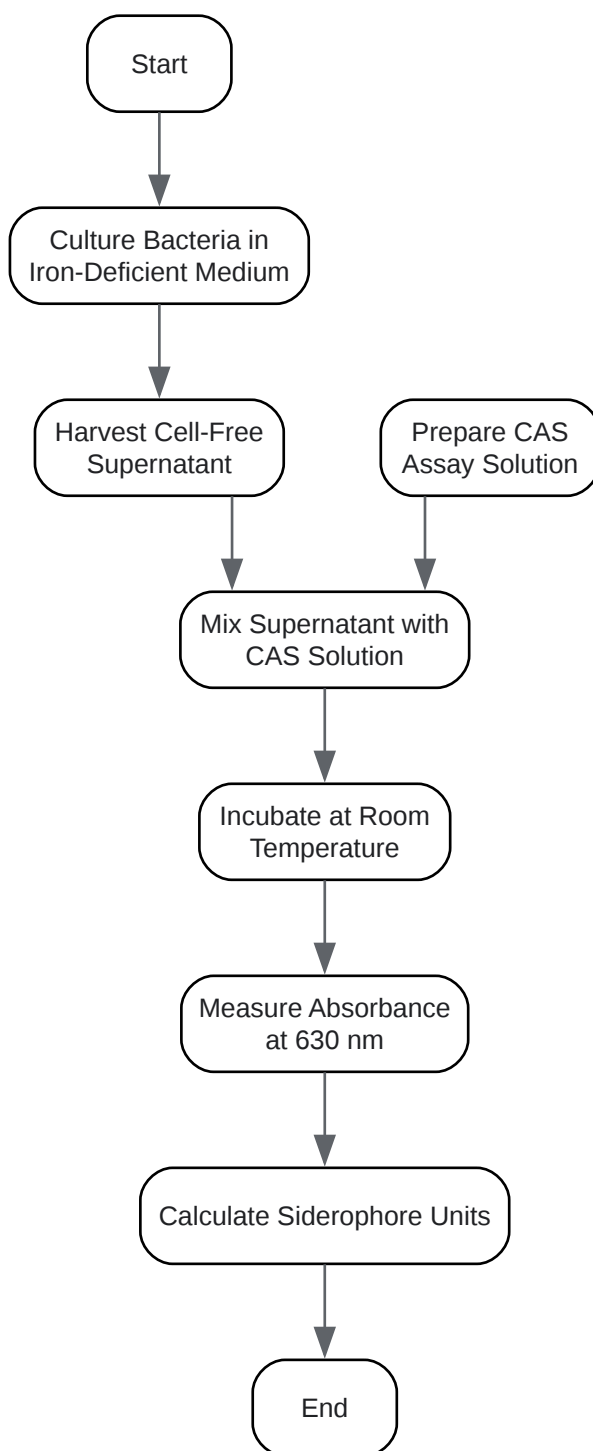 Start
Culture Bacteria in
Iron-Deficient Medium
Harvest Cell-Free
Supernatant
Prepare CAS
Assay Solution
Mix Supernatant with
CAS Solution
Incubate at Room
Temperature
Measure Absorbance
at 630 nm
Calculate Siderophore Units
End